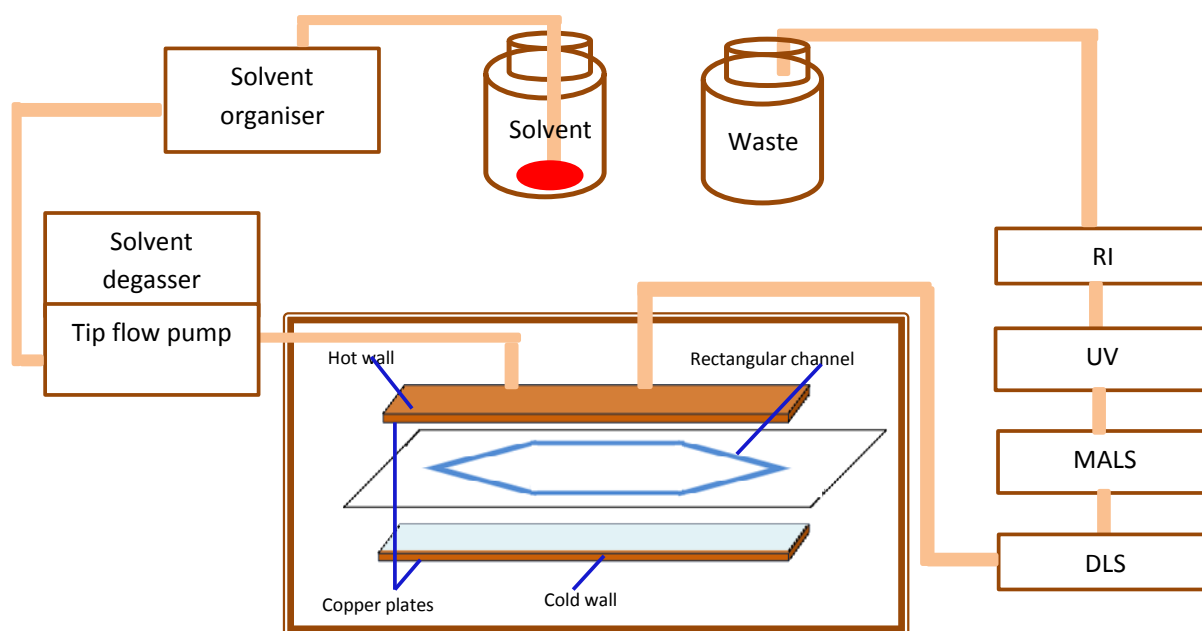 Solvent
organiser
Solvent
Waste
Solvent
degasser
Tip flow pump
Hot wall
Rectangular channel
Copper plates
Cold wall
RI
UV
MALS
DLS